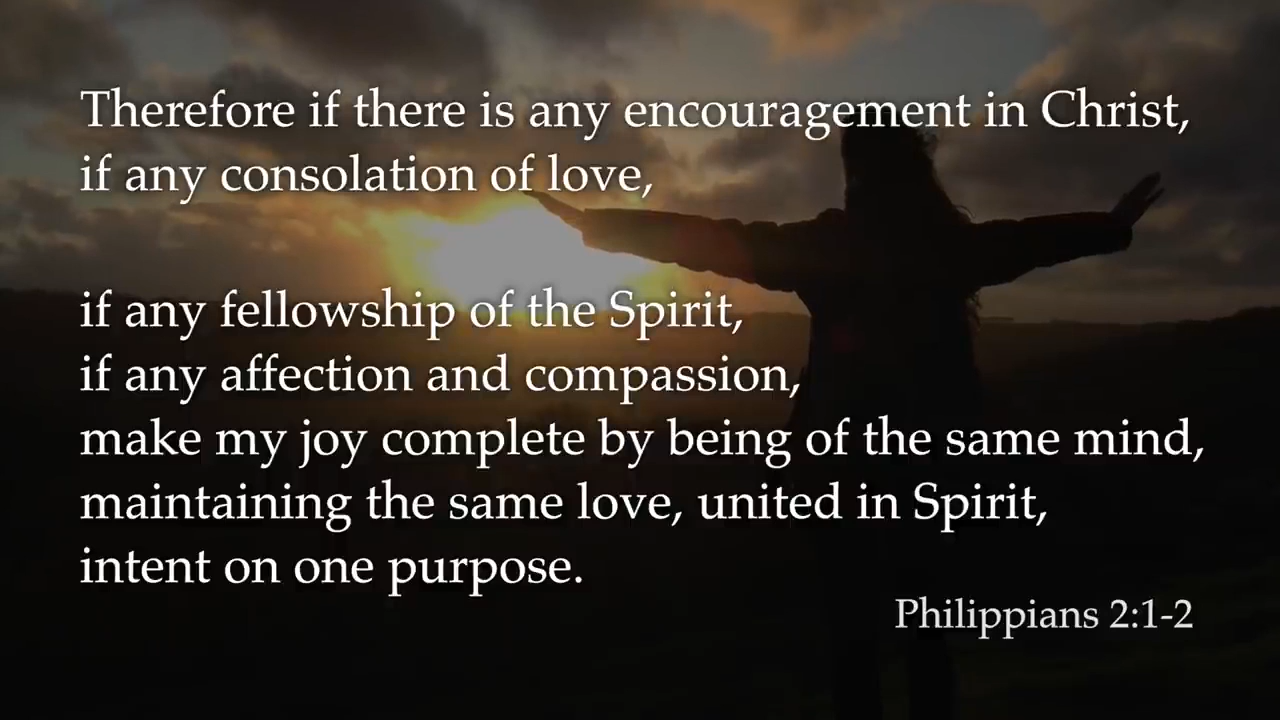 Therefore if there is any encouragement in Christ,
if any consolation of love,
if any fellowship of the Spirit,
if any affection and compassion,
make my joy complete by being of the same mind,
maintaining the same love, united in Spirit,
intent on one purpose.
Philippians 2:1-2